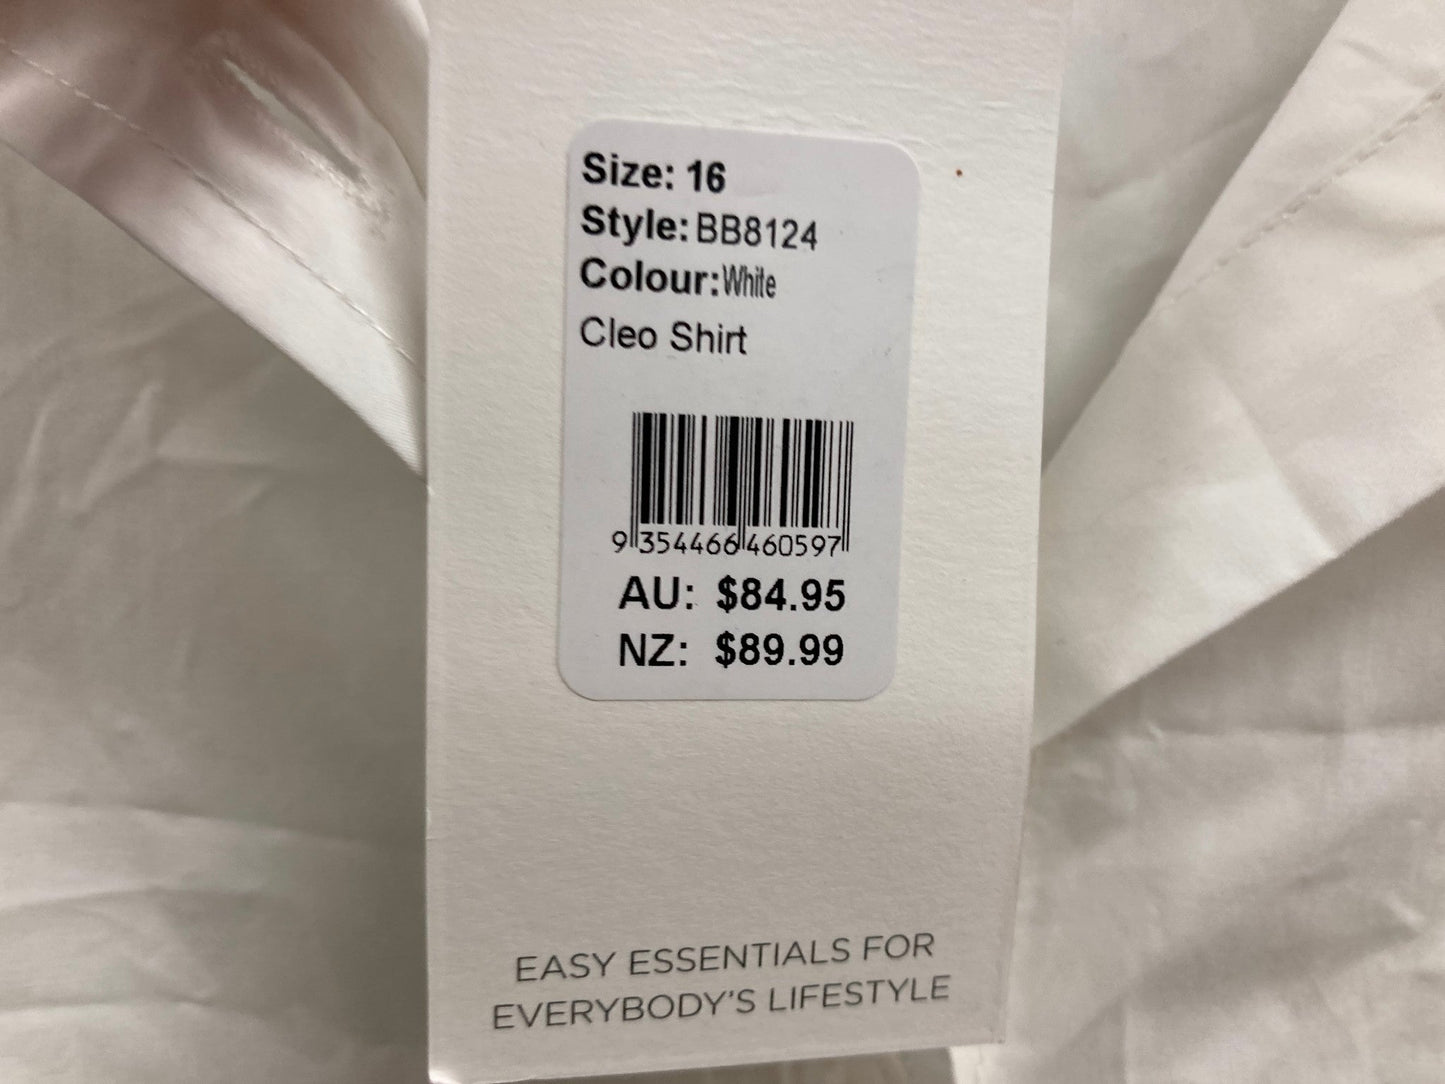 Size: 16
Style: BB8124
Colour: White
Cleo Shirt
9 354466 460597
AU: $84.95
NZ: $89.99
EASY ESSENTIALS FOR
EVERYBODY'S LIFESTYLE